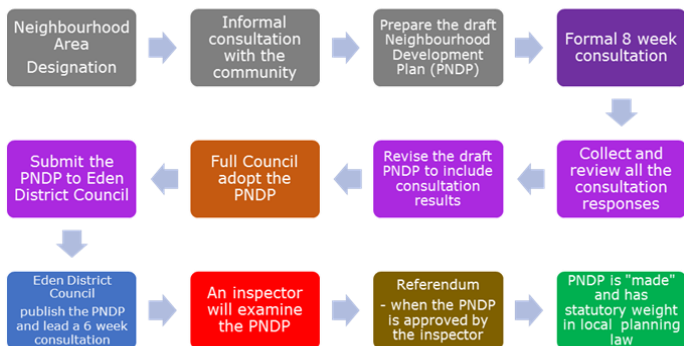 Neighbourhood
Area
Designation
Informal
consultation
with the
community
Prepare the draft
Neighbourhood
Development
Plan (PNDP)
Formal 8 week
consultation
Submit the
PNDP to Eden
District Council
Full Council
adopt the
PNDP
Revise the draft
PNDP to include
consultation
results
Collect and
review all the
consultation
responses
Eden District
Council
publish the PNDP
and lead a 6 week
consultation
An inspector
will examine
the PNDP
Referendum
- when the PNDP
is approved by
the inspector
PNDP is "made"
and has
statutory weight
in local planning
law